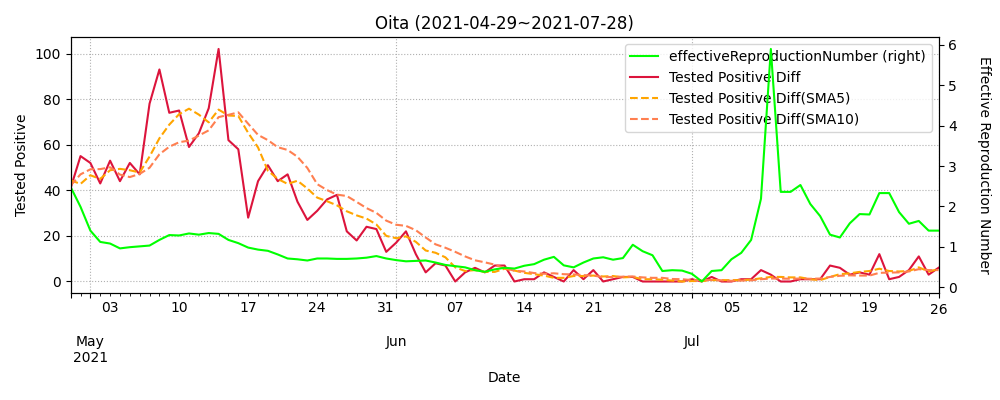 Oita (2021-04-29~2021-07-28)
effectiveReproductionNumber (right)
Tested Positive Diff
Tested Positive Diff(SMA5)
Tested Positive Diff(SMA10)
Tested Positive
100
80
60
40
20
0
Effective Reproduction Number
6
5
4
3
2
1
0
03 10 17 24 31 07 14 21 28 05 12 19 26
May Jun Jul
2021
Date